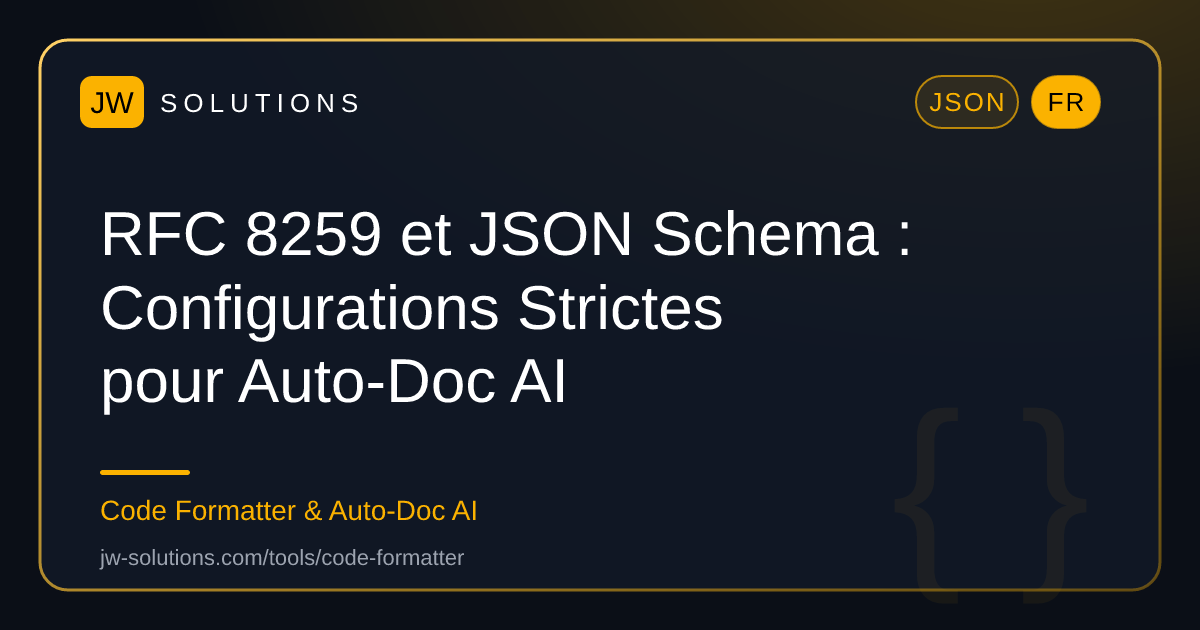 JW SOLUTIONS
JSON FR
RFC 8259 et JSON Schema :
Configurations Strictes
pour Auto-Doc AI
Code Formatter & Auto-Doc AI
jw-solutions.com/tools/code-formatter
{ }